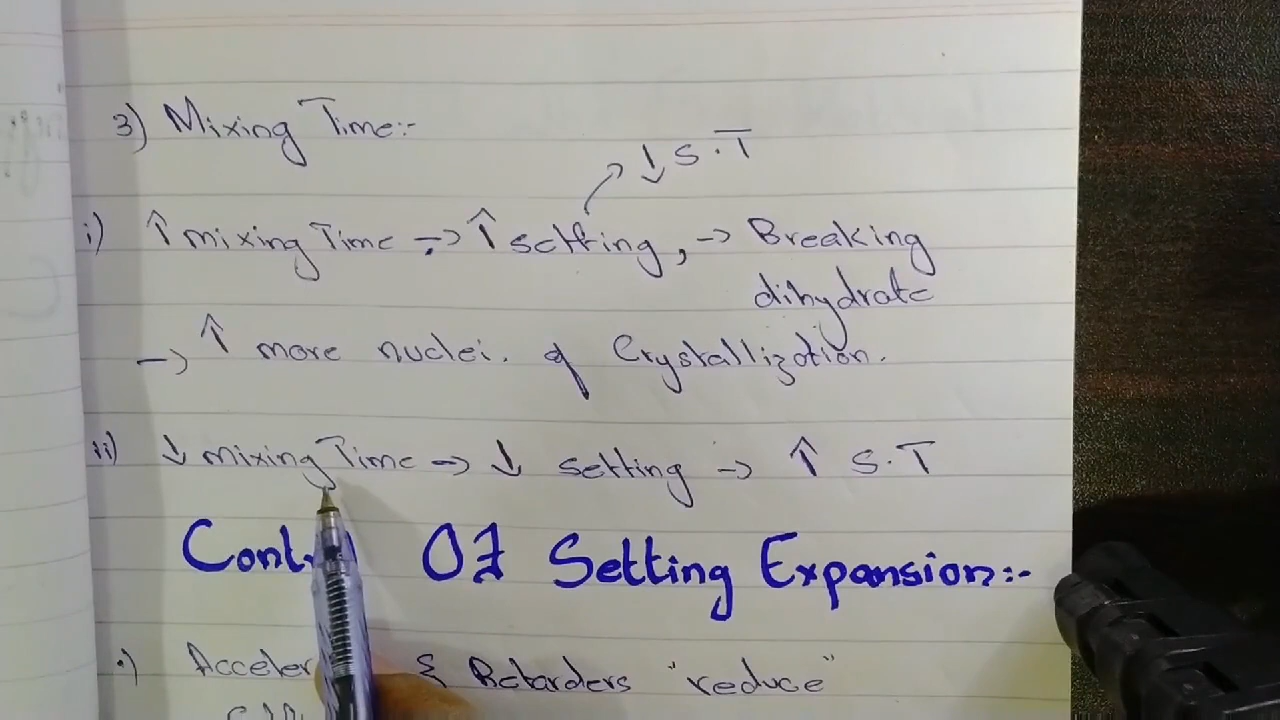 3) Mixing Time:-
↓ S.T
i) ↑ mixing Time → ↑ setting, → Breaking
dihydrate
→ ↑ more nuclei. of Crystallization.
ii) ↓ mixing Time → ↓ setting → ↑ S.T
Of Setting Expansion:-
& Retarders "reduce"